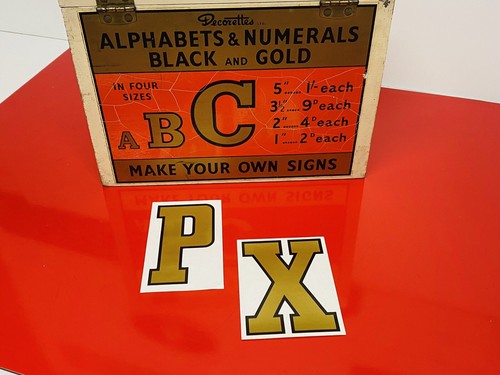 Decorettes LTD.
ALPHABETS & NUMERALS
BLACK AND GOLD
IN FOUR
SIZES
A B C
5"...... 1/- each
3½"..... 9D each
2"..... 4D each
1"..... 2D each
MAKE YOUR OWN SIGNS
P
X